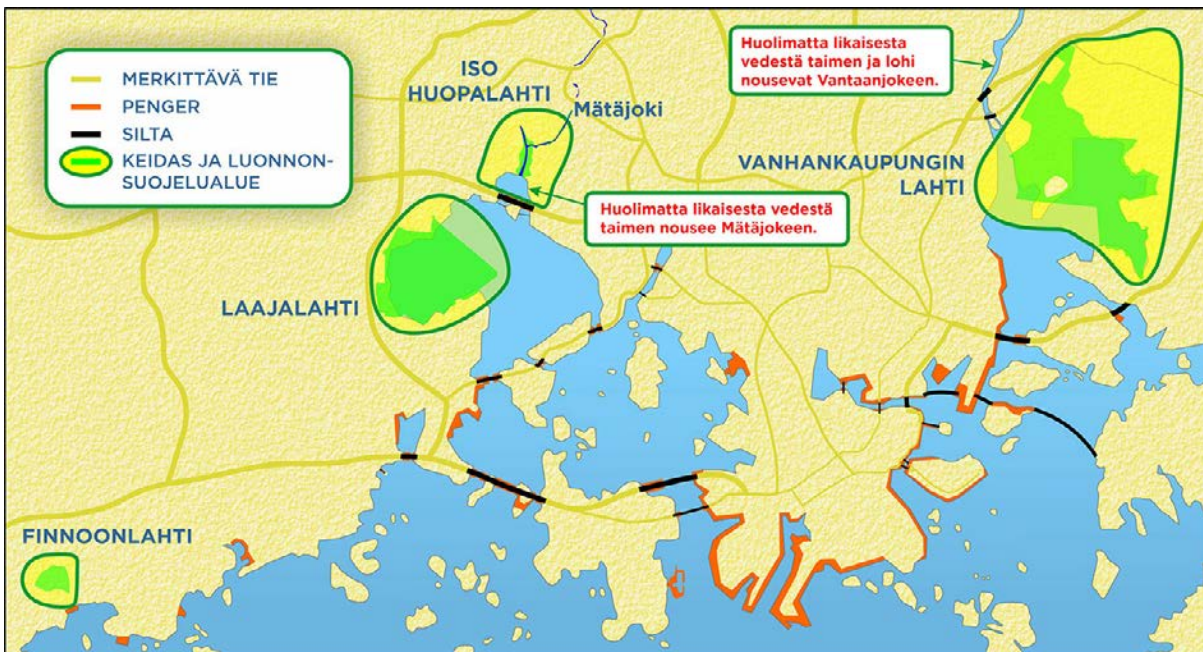 MERKITTÄVÄ TIE
PENGER
SILTA
KEIDAS JA LUONNON-
SUOJELUALUE
ISO
HUOPALAHTI
Mätäjoki
Huolimatta likaisesta
vedestä taimen ja lohi
nousevat Vantaanjokeen.
VANHANKAUPUNGIN
LAHTI
Huolimatta likaisesta vedestä
taimen nousee Mätäjokeen.
LAAJALAHTI
FINNOONLAHTI